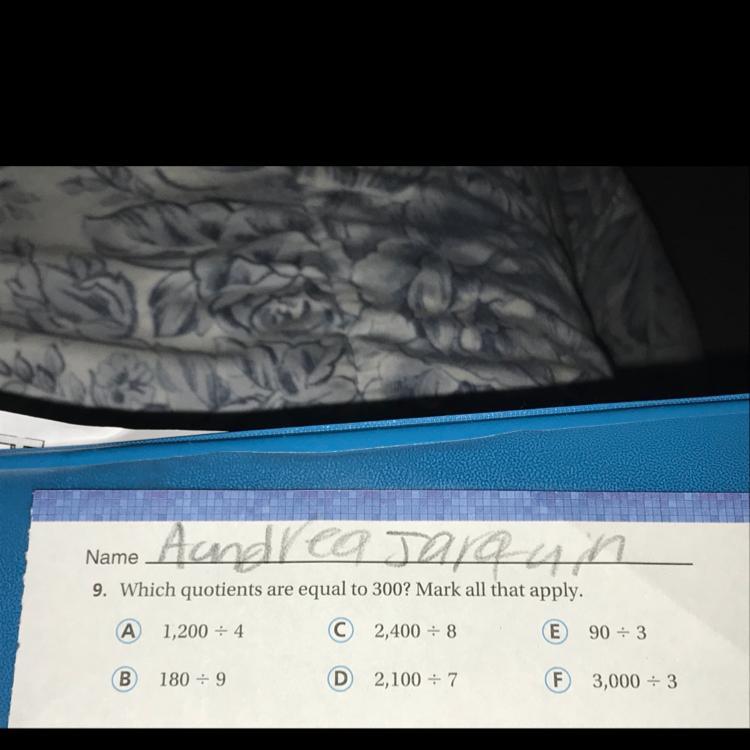 Name Aundrea Jarquin
9. Which quotients are equal to 300? Mark all that apply.
A 1,200 ÷ 4 C 2,400 ÷ 8 E 90 ÷ 3
B 180 ÷ 9 D 2,100 ÷ 7 F 3,000 ÷ 3